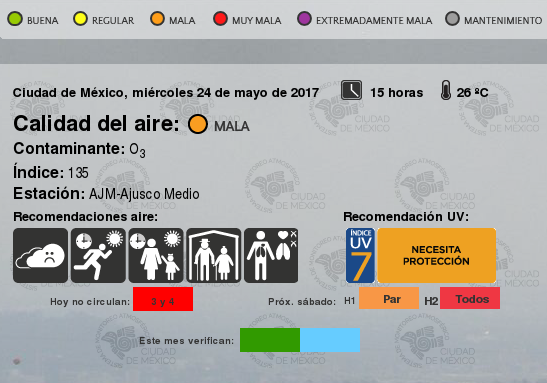 BUENA REGULAR MALA MUY MALA EXTREMADAMENTE MALA MANTENIMIENTO
Ciudad de México, miércoles 24 de mayo de 2017 15 horas 26 ºC
Calidad del aire: MALA
Contaminante: O3
Índice: 135
Estación: AJM-Ajusco Medio
Recomendaciones aire: Recomendación UV:
ÍNDICE
UV
7
NECESITA
PROTECCIÓN
Hoy no circulan: 3 y 4 Próx. sábado: H1 Par H2 Todos
Este mes verifican:
CIUDAD
DE MÉXICO